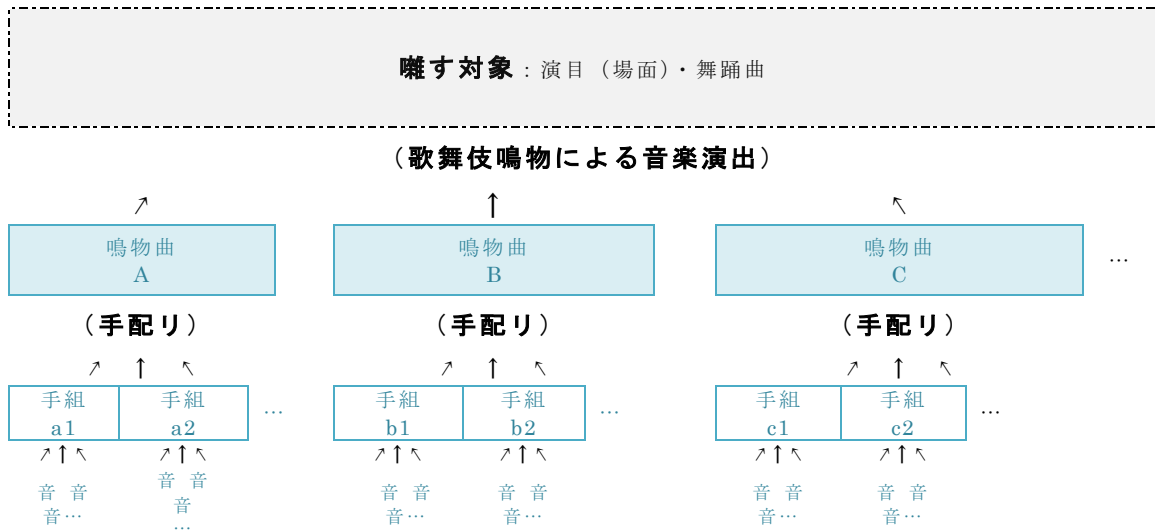 囃す対象：演目（場面）・舞踊曲
（歌舞伎鳴物による音楽演出）
↗ ↑ ↖
鳴物曲 鳴物曲 鳴物曲
A B C …
（手配リ） （手配リ） （手配リ）
↗ ↑ ↖ ↗ ↑ ↖ ↗ ↑ ↖
手組 手組 手組 手組 手組 手組
a1 a2 … b1 b2 … c1 c2 …
↗↑↖ ↗↑↖ ↗↑↖ ↗↑↖ ↗↑↖ ↗↑↖
音 音 音 音 音 音 音 音 音 音 音 音
音… 音 音… 音… 音… 音…
…